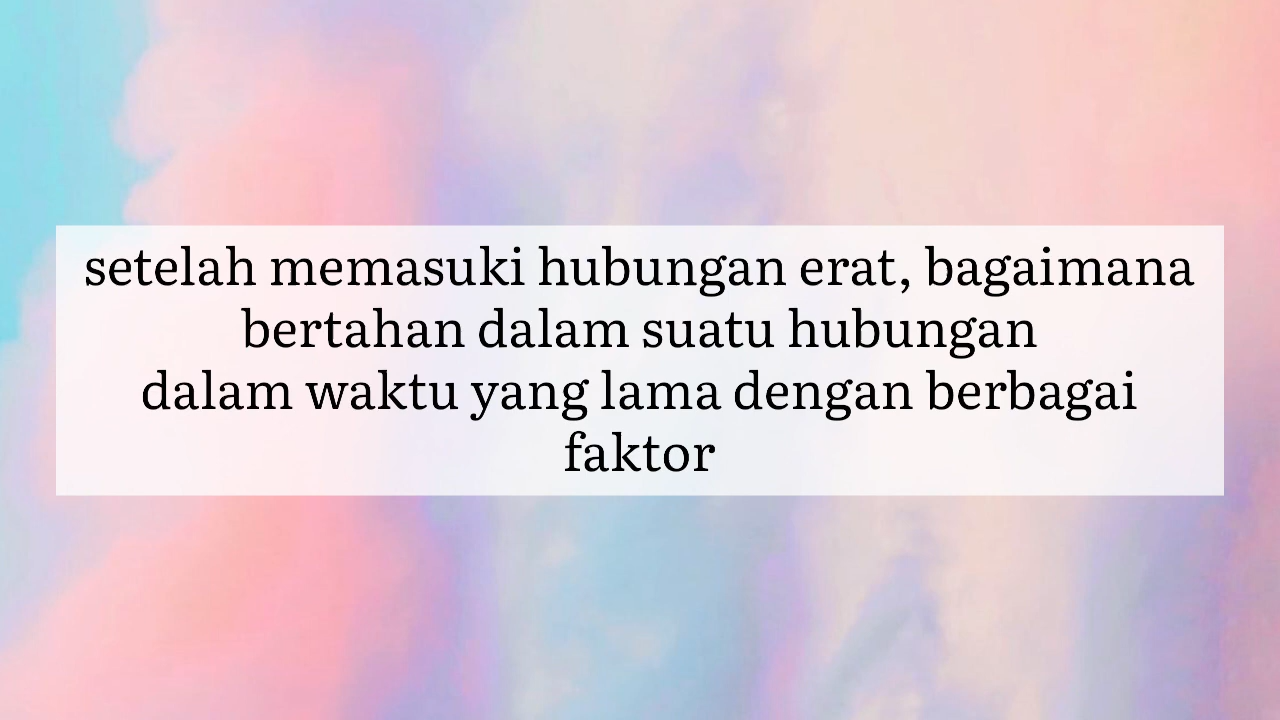 setelah memasuki hubungan erat, bagaimana
bertahan dalam suatu hubungan
dalam waktu yang lama dengan berbagai
faktor